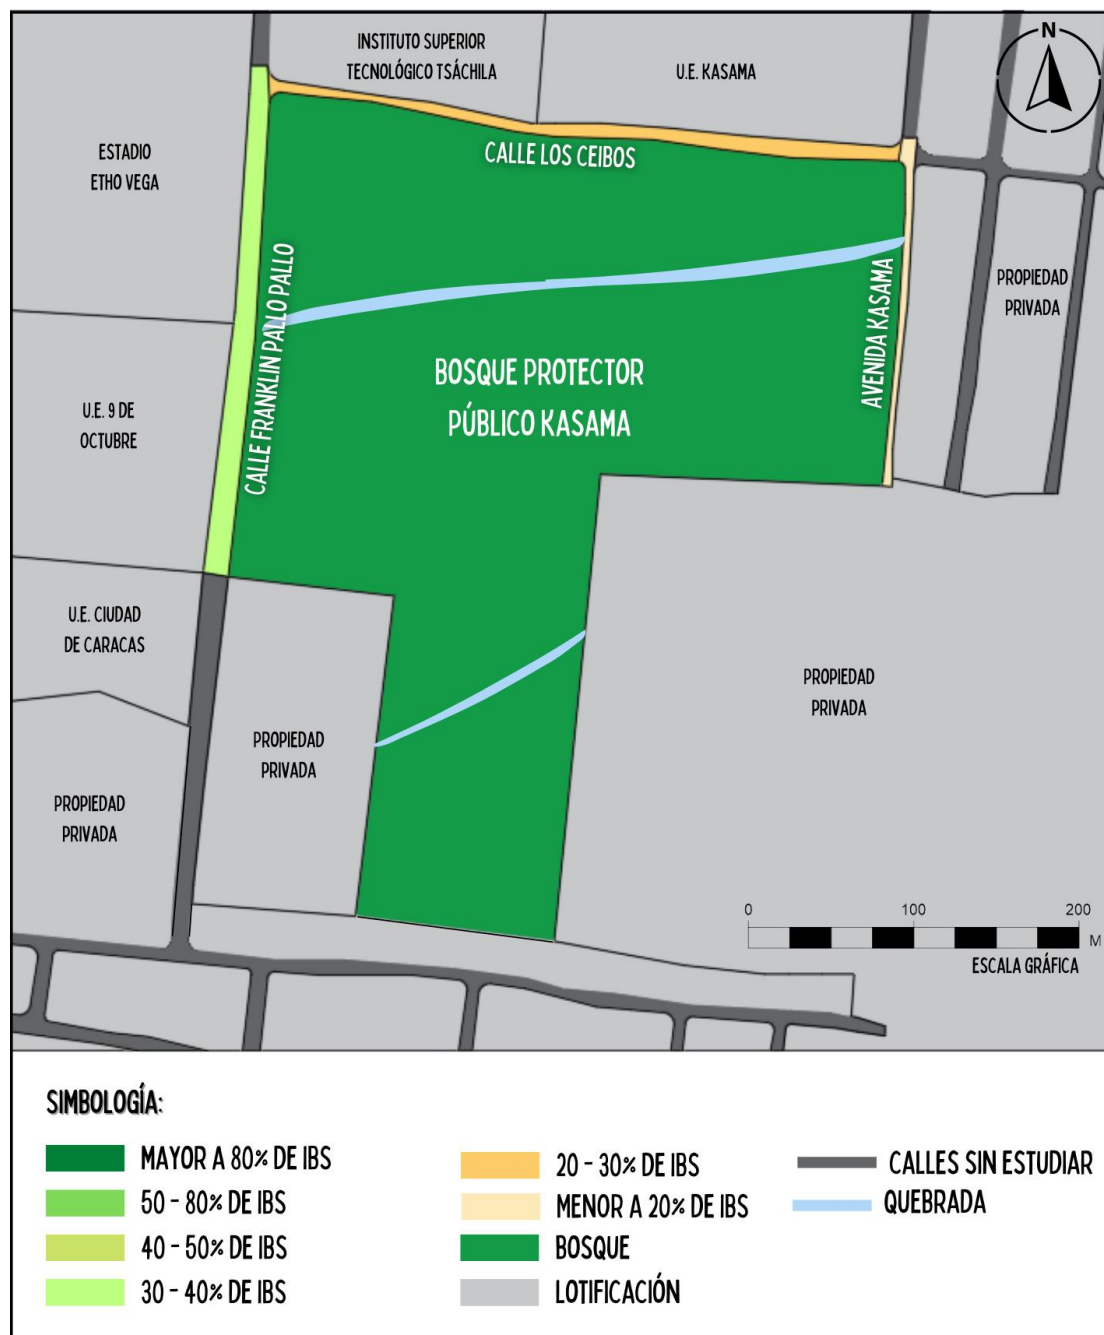 INSTITUTO SUPERIOR
TECNOLÓGICO TSÁCHILA
U.E. KASAMA
N
ESTADIO
ETHO VEGA
CALLE LOS CEIBOS
CALLE FRANKLIN PALLO PALLO
AVENIDA KASAMA
PROPIEDAD
PRIVADA
BOSQUE PROTECTOR
PÚBLICO KASAMA
U.E. 9 DE
OCTUBRE
U.E. CIUDAD
DE CARACAS
PROPIEDAD
PRIVADA
PROPIEDAD
PRIVADA
PROPIEDAD
PRIVADA
0 100 200
M
ESCALA GRÁFICA
SIMBOLOGÍA:
MAYOR A 80% DE IBS
50 - 80% DE IBS
40 - 50% DE IBS
30 - 40% DE IBS
20 - 30% DE IBS
MENOR A 20% DE IBS
BOSQUE
LOTIFICACIÓN
CALLES SIN ESTUDIAR
QUEBRADA